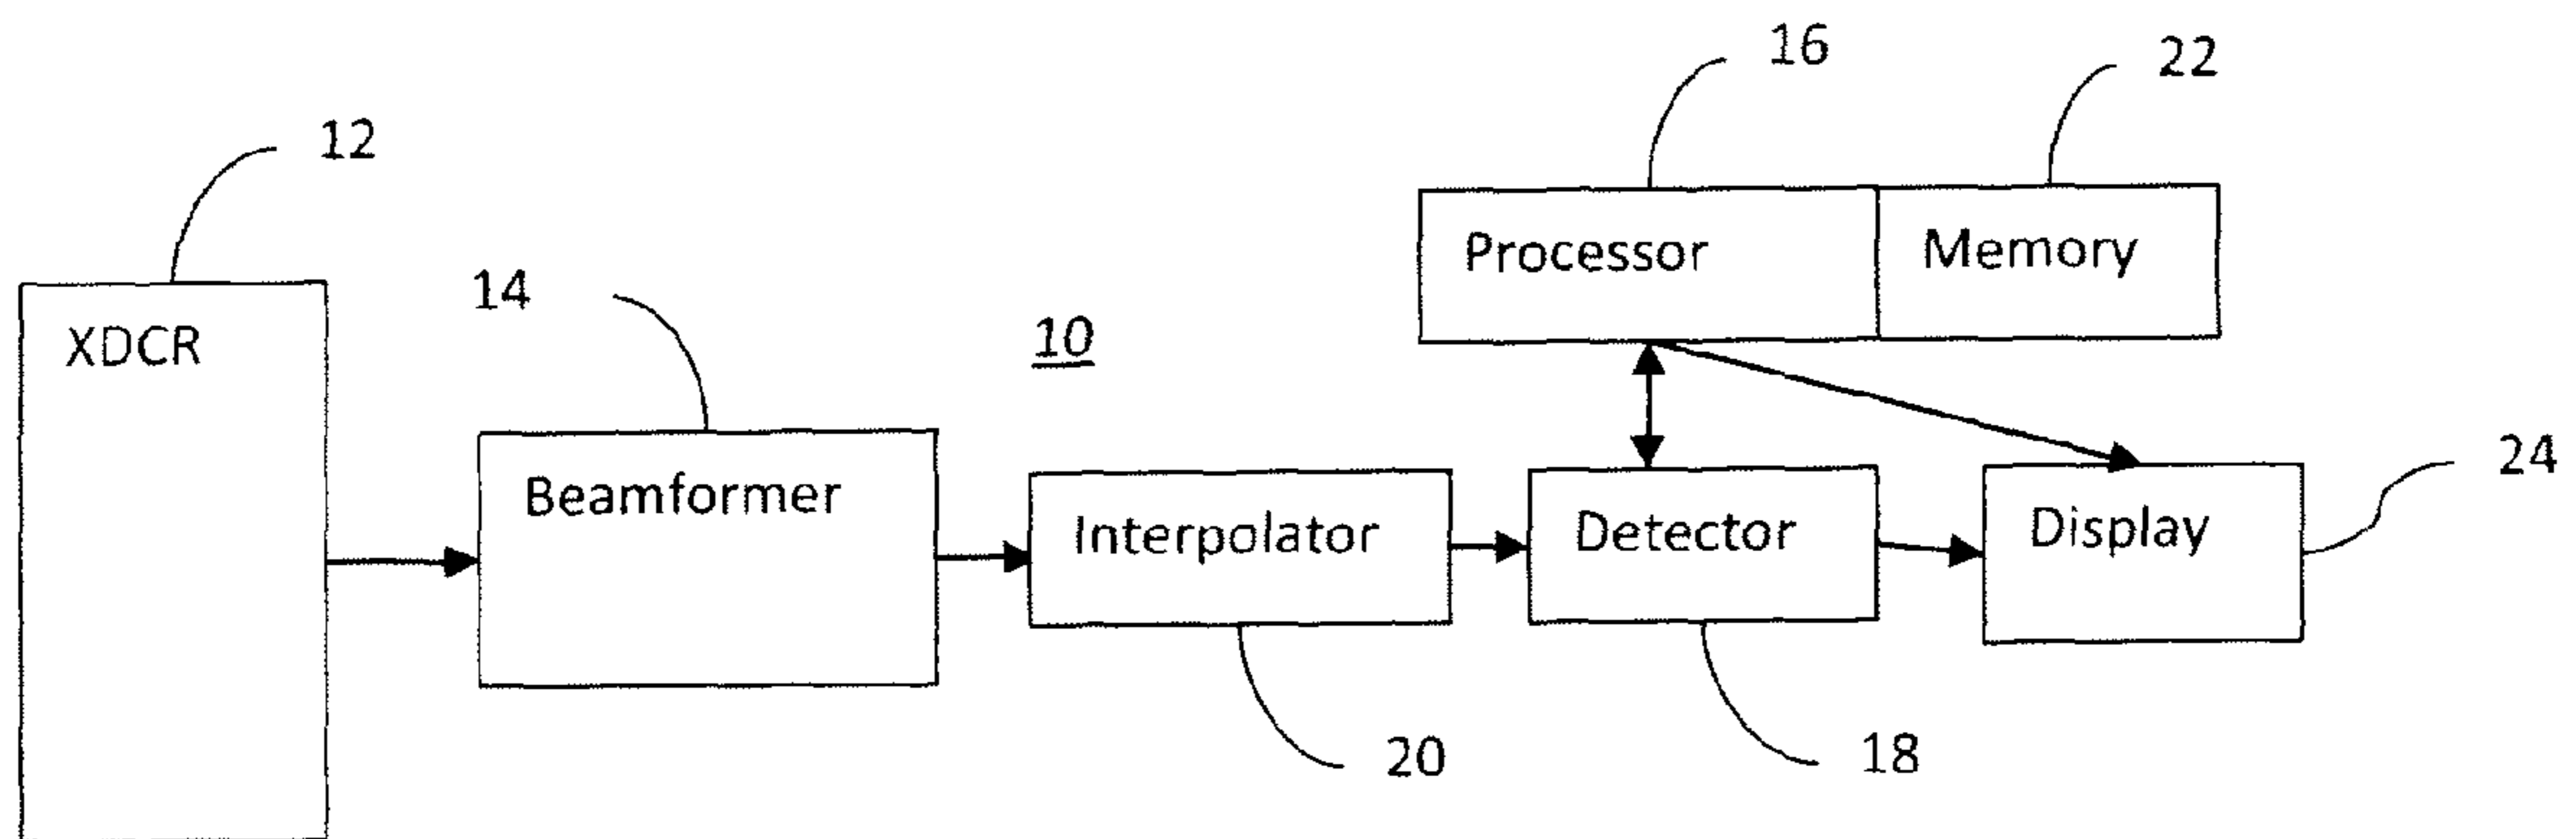 16
22
12
Processor
Memory
14
10
XDCR
24
Beamformer
Interpolator
Detector
Display
20
18